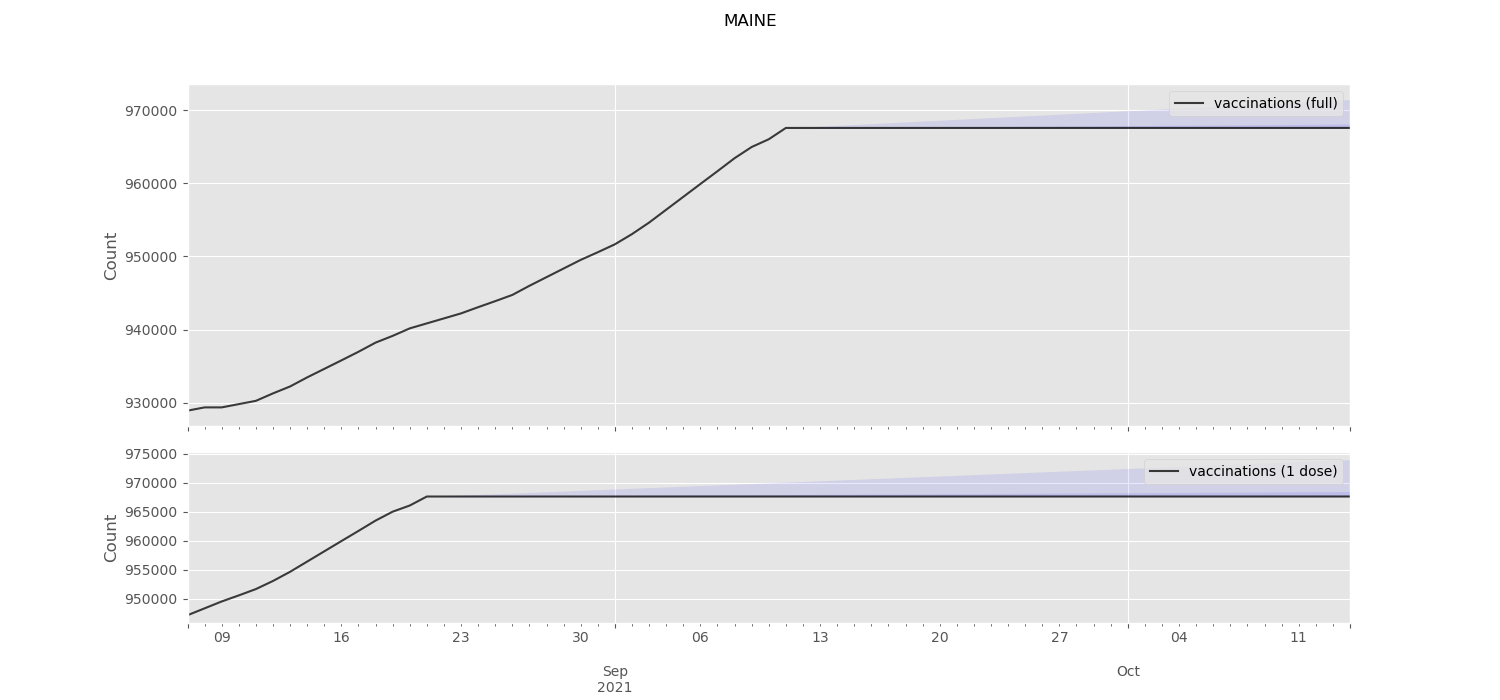 MAINE
970000
960000
950000
940000
930000
Count
vaccinations (full)
975000
970000
965000
960000
955000
950000
Count
vaccinations (1 dose)
09 16 23 30 06 13 20 27 04 11
Sep Oct
2021